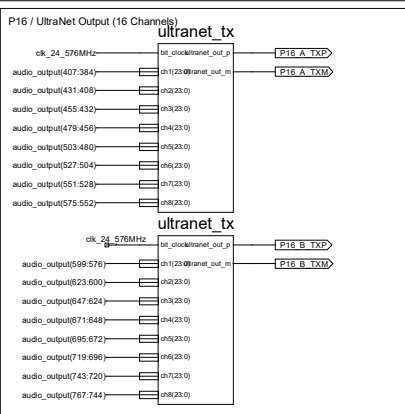 P16 / UltraNet Output (16 Channels)
ultranet_tx
clk_24_576MHz bit_clock ultranet_out_p P16_A_TXP
audio_output(407:384) ch1(23:0) ultranet_out_m P16_A_TXM
audio_output(431:408) ch2(23:0)
audio_output(455:432) ch3(23:0)
audio_output(479:456) ch4(23:0)
audio_output(503:480) ch5(23:0)
audio_output(527:504) ch6(23:0)
audio_output(551:528) ch7(23:0)
audio_output(575:552) ch8(23:0)
ultranet_tx
clk_24_576MHz bit_clock ultranet_out_p P16_B_TXP
audio_output(599:576) ch1(23:0) ultranet_out_m P16_B_TXM
audio_output(623:600) ch2(23:0)
audio_output(647:624) ch3(23:0)
audio_output(671:648) ch4(23:0)
audio_output(695:672) ch5(23:0)
audio_output(719:696) ch6(23:0)
audio_output(743:720) ch7(23:0)
audio_output(767:744) ch8(23:0)